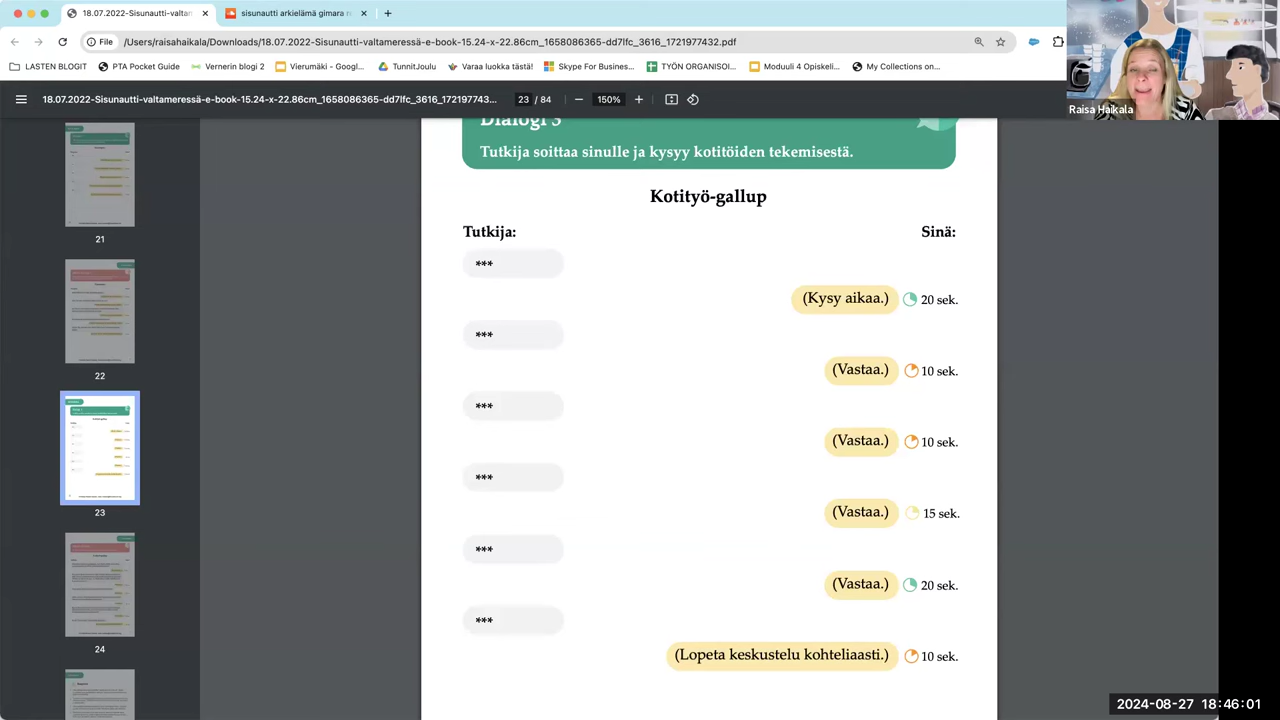 18.07.2022-Sisunautti-valtam
sisunautti arkielämä gimara
File
/Users/raisahaikala/Downloads/18.07.2022-Sisunautti-valtameressä-e-book-15.24-x-22.86cm_1658086365-dd7lfc_3616_1721977432.pdf
LASTEN BLOGIT
PTA Pocket Guide
Vernerin blogi 2
Vierumäki - Googl...
Tunnit.loulu
Varaa luokka tästä!
Skype For Busines...
TYÖN ORGANISOI...
Moduuli 4 Opiskeli...
My Collections on...
Raisa Haikala
18.07.2022-Sisunautti-valtameressä-e-book-15.24-x-22.86cm_1658086365-dd7lfc_3616_172197743...
23 / 84
150%
Dialogi 3
Tutkija soittaa sinulle ja kysyy kotitöiden tekemisestä.
Kotityö-gallup
Tutkija:
Sinä:
***
(Kysy aikaa.) 20 sek.
***
(Vastaa.) 10 sek.
***
(Vastaa.) 10 sek.
***
(Vastaa.) 15 sek.
***
(Vastaa.) 20 sek.
***
(Lopeta keskustelu kohteliaasti.) 10 sek.
21
22
23
24
2024-08-27 18:46:01